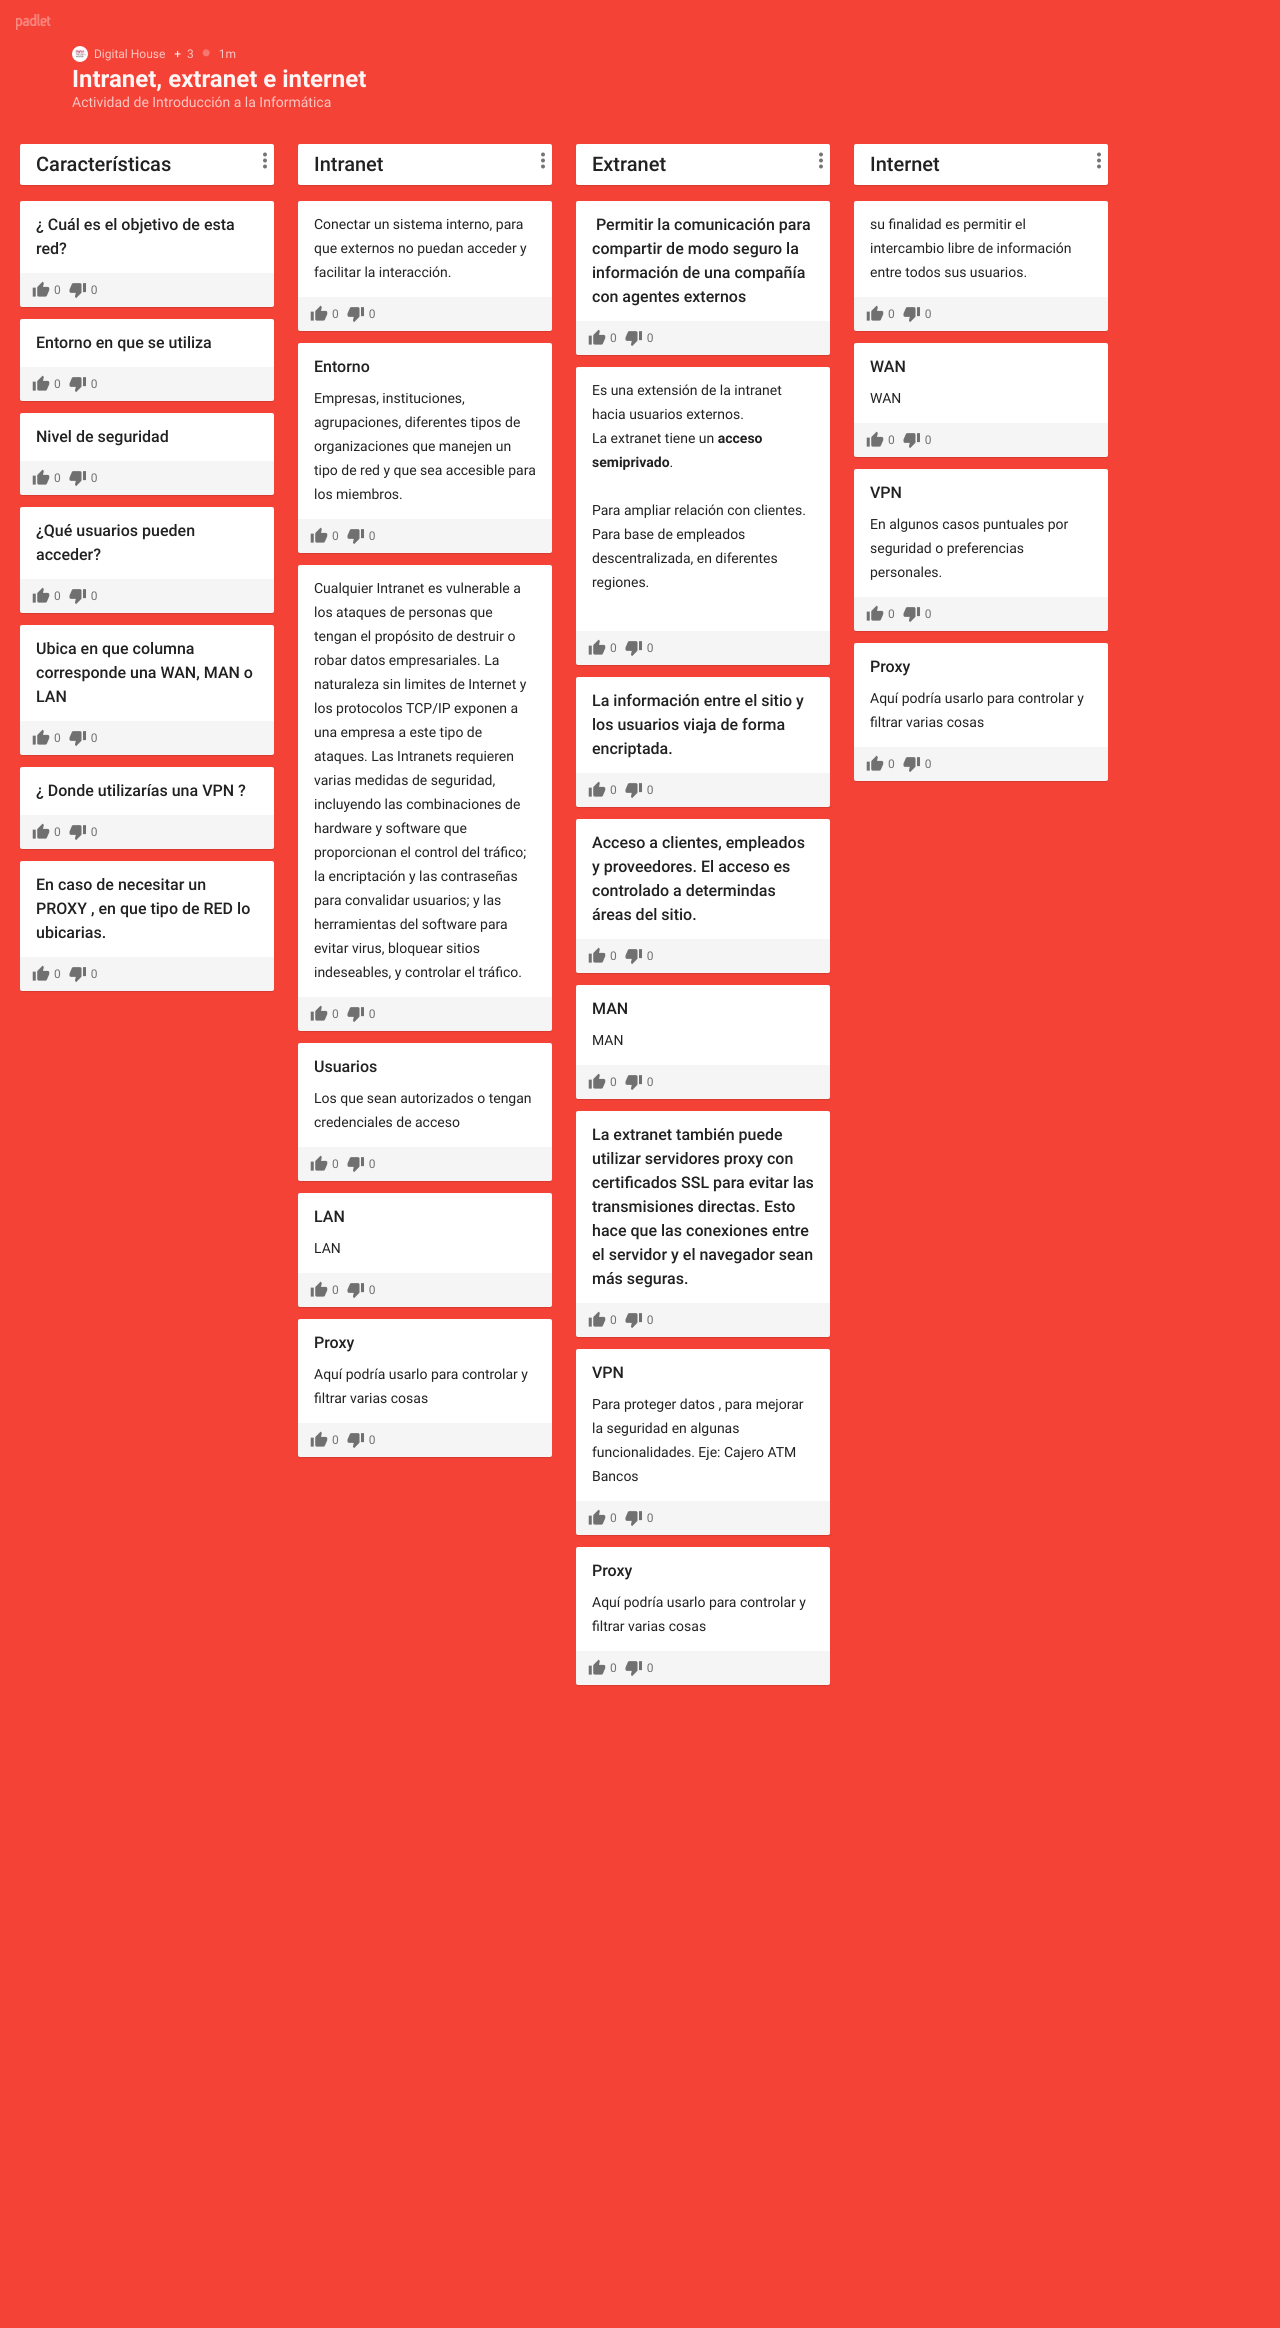 padlet
Digital House + 3 1m
Intranet, extranet e internet
Actividad de Introducción a la Informática
Características
¿ Cuál es el objetivo de esta
red?
0 0
Entorno en que se utiliza
0 0
Nivel de seguridad
0 0
¿Qué usuarios pueden
acceder?
0 0
Ubica en que columna
corresponde una WAN, MAN o
LAN
0 0
¿ Donde utilizarías una VPN ?
0 0
En caso de necesitar un
PROXY , en que tipo de RED lo
ubicarias.
0 0
Intranet
Conectar un sistema interno, para
que externos no puedan acceder y
facilitar la interacción.
0 0
Entorno
Empresas, instituciones,
agrupaciones, diferentes tipos de
organizaciones que manejen un
tipo de red y que sea accesible para
los miembros.
0 0
Cualquier Intranet es vulnerable a
los ataques de personas que
tengan el propósito de destruir o
robar datos empresariales. La
naturaleza sin limites de Internet y
los protocolos TCP/IP exponen a
una empresa a este tipo de
ataques. Las Intranets requieren
varias medidas de seguridad,
incluyendo las combinaciones de
hardware y software que
proporcionan el control del tráfico;
la encriptación y las contraseñas
para convalidar usuarios; y las
herramientas del software para
evitar virus, bloquear sitios
indeseables, y controlar el tráfico.
0 0
Usuarios
Los que sean autorizados o tengan
credenciales de acceso
0 0
LAN
LAN
0 0
Proxy
Aquí podría usarlo para controlar y
filtrar varias cosas
0 0
Extranet
Permitir la comunicación para
compartir de modo seguro la
información de una compañía
con agentes externos
0 0
Es una extensión de la intranet
hacia usuarios externos.
La extranet tiene un acceso
semiprivado.
Para ampliar relación con clientes.
Para base de empleados
descentralizada, en diferentes
regiones.
0 0
La información entre el sitio y
los usuarios viaja de forma
encriptada.
0 0
Acceso a clientes, empleados
y proveedores. El acceso es
controlado a determindas
áreas del sitio.
0 0
MAN
MAN
0 0
La extranet también puede
utilizar servidores proxy con
certificados SSL para evitar las
transmisiones directas. Esto
hace que las conexiones entre
el servidor y el navegador sean
más seguras.
0 0
VPN
Para proteger datos , para mejorar
la seguridad en algunas
funcionalidades. Eje: Cajero ATM
Bancos
0 0
Proxy
Aquí podría usarlo para controlar y
filtrar varias cosas
0 0
Internet
su finalidad es permitir el
intercambio libre de información
entre todos sus usuarios.
0 0
WAN
WAN
0 0
VPN
En algunos casos puntuales por
seguridad o preferencias
personales.
0 0
Proxy
Aquí podría usarlo para controlar y
filtrar varias cosas
0 0